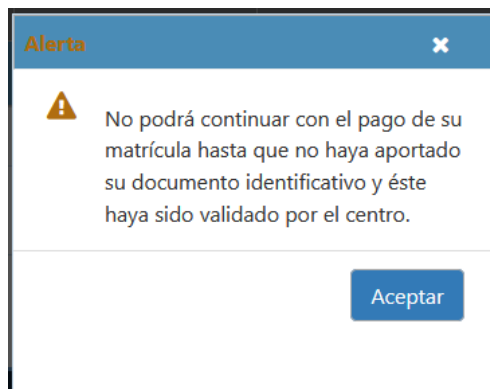 Alerta
No podrá continuar con el pago de su
matrícula hasta que no haya aportado
su documento identificativo y éste
haya sido validado por el centro.
Aceptar